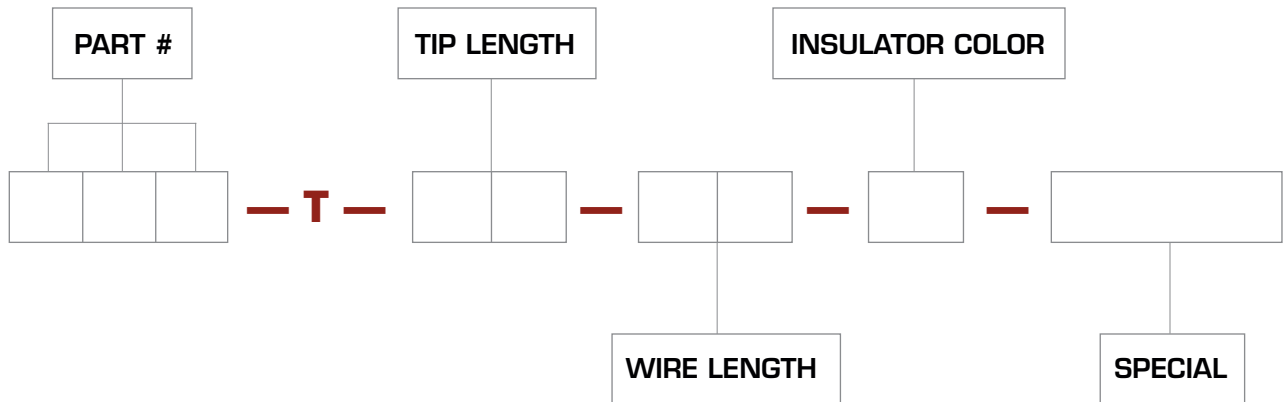 PART #
TIP LENGTH
INSULATOR COLOR
— T —
—
—
—
WIRE LENGTH
SPECIAL